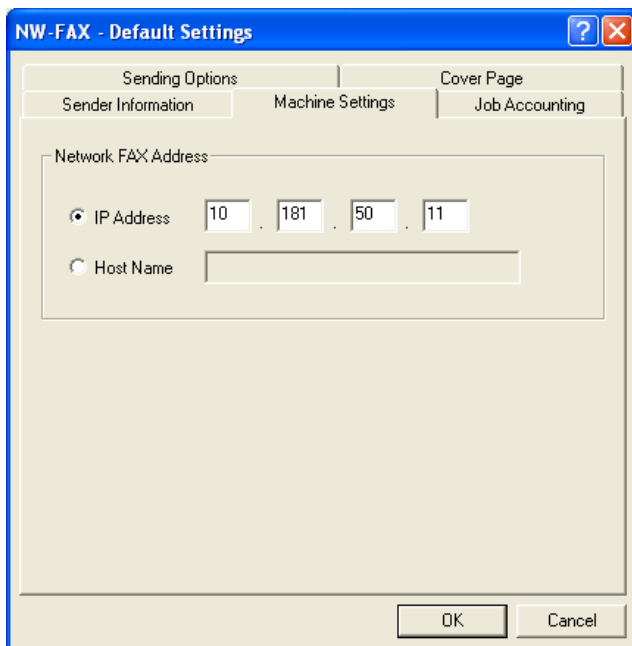 NW-FAX - Default Settings
Sending Options Cover Page
Sender Information Machine Settings Job Accounting
Network FAX Address
IP Address 10 . 181 . 50 . 11
Host Name
OK Cancel